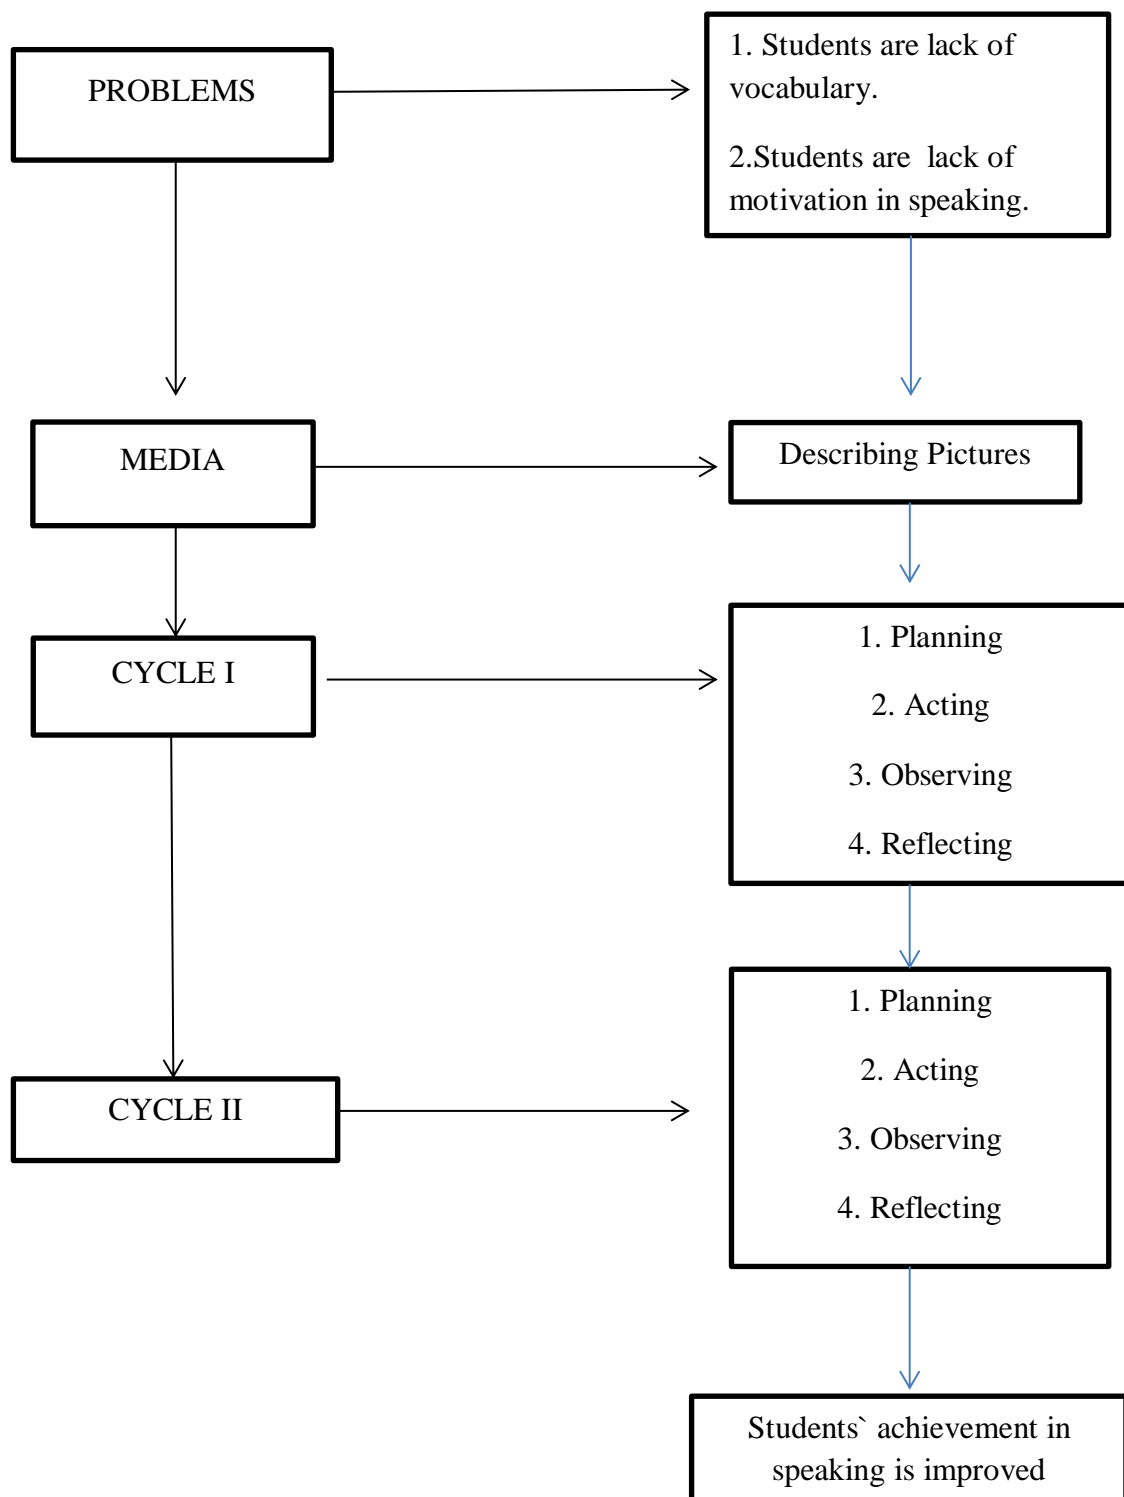 PROBLEMS
1. Students are lack of
vocabulary.
2.Students are lack of
motivation in speaking.
MEDIA
Describing Pictures
CYCLE I
1. Planning
2. Acting
3. Observing
4. Reflecting
CYCLE II
1. Planning
2. Acting
3. Observing
4. Reflecting
Students` achievement in
speaking is improved